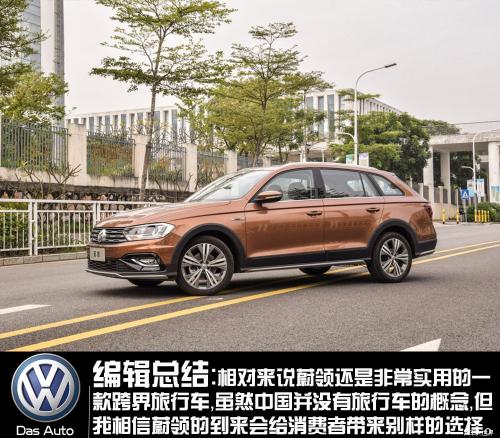 Das Auto
编辑总结:相对来说蔚领还是非常实用的一
款跨界旅行车,虽然中国并没有旅行车的概念,但
我相信蔚领的到来会给消费者带来别样的选择.
Das Auto